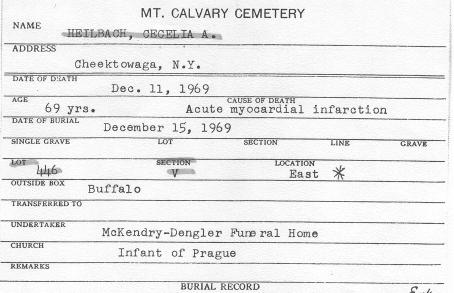 MT. CALVARY CEMETERY
NAME HEILBACH, CECELIA A.
ADDRESS
Cheektowaga, N.Y.
DATE OF DEATH Dec. 11, 1969
AGE 69 yrs. CAUSE OF DEATH Acute myocardial infarction
DATE OF BURIAL December 15, 1969
SINGLE GRAVE LOT SECTION LINE GRAVE
LOT 446 SECTION V LOCATION East *
OUTSIDE BOX Buffalo
TRANSFERRED TO
UNDERTAKER McKendry-Dengler Funeral Home
CHURCH Infant of Prague
REMARKS
BURIAL RECORD